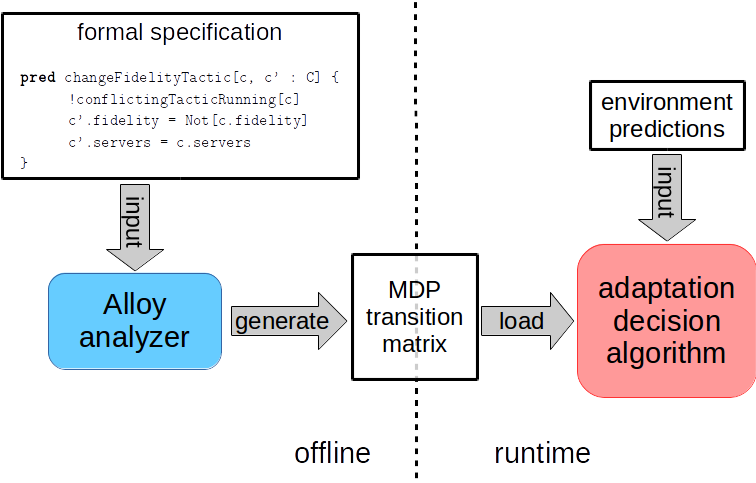 formal specification
pred changeFidelityTactic[c, c' : C] {
!conflictingTacticRunning[c]
c'.fidelity = Not[c.fidelity]
c'.servers = c.servers
}
environment
predictions
input
input
Alloy
analyzer
generate
MDP
transition
matrix
load
adaptation
decision
algorithm
offline
runtime